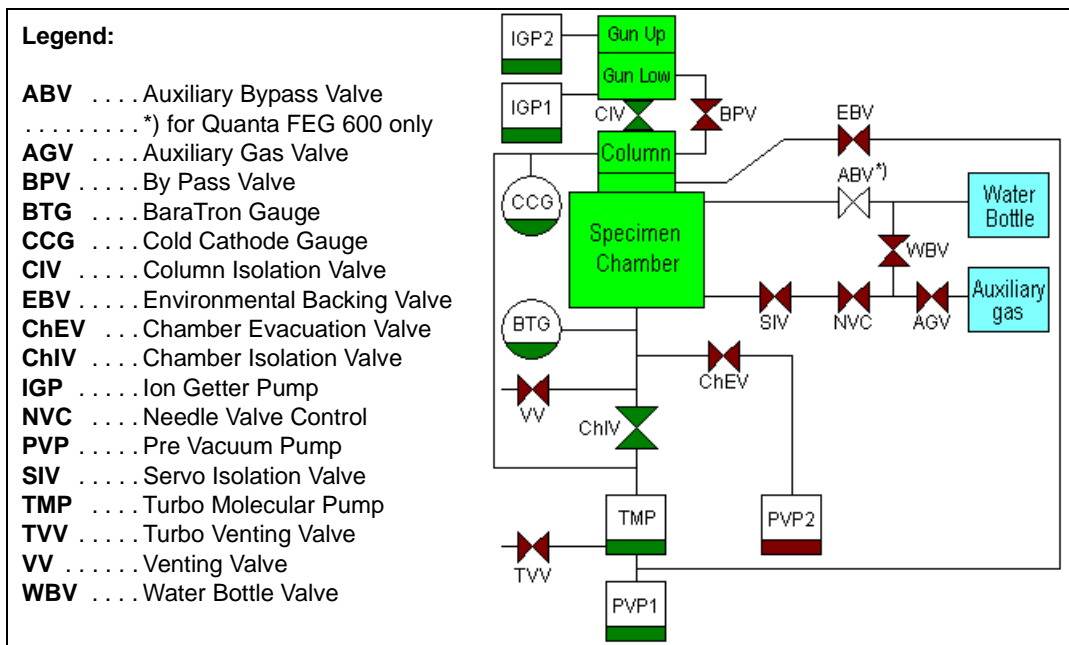 Legend:
ABV . . . . Auxiliary Bypass Valve
. . . . . . . . . *) for Quanta FEG 600 only
AGV . . . . Auxiliary Gas Valve
BPV . . . . . By Pass Valve
BTG . . . . . BaraTron Gauge
CCG . . . . Cold Cathode Gauge
CIV . . . . . Column Isolation Valve
EBV . . . . . Environmental Backing Valve
ChEV . . . . Chamber Evacuation Valve
ChIV . . . . Chamber Isolation Valve
IGP . . . . . Ion Getter Pump
NVC . . . . . Needle Valve Control
PVP . . . . . Pre Vacuum Pump
SIV . . . . . Servo Isolation Valve
TMP . . . . . Turbo Molecular Pump
TVV . . . . . Turbo Venting Valve
VV . . . . . . Venting Valve
WBV . . . . Water Bottle Valve
IGP2
Gun Up
Gun Low
IGP1
CIV
BPV
EBV
Column
ABV*)
CCG
Water
Bottle
Specimen
Chamber
WBV
Auxiliary
gas
SIV
NVC
AGV
BTG
ChEV
VV
ChIV
TMP
PVP2
TVV
PVP1